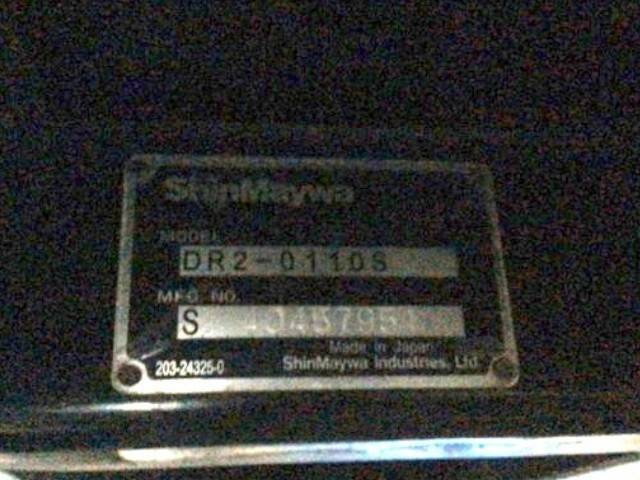 ShinMaywa
MODEL
DR2-0110S
MFG. NO.
S
Made in Japan
203-24325-0 ShinMaywa Industries, Ltd.